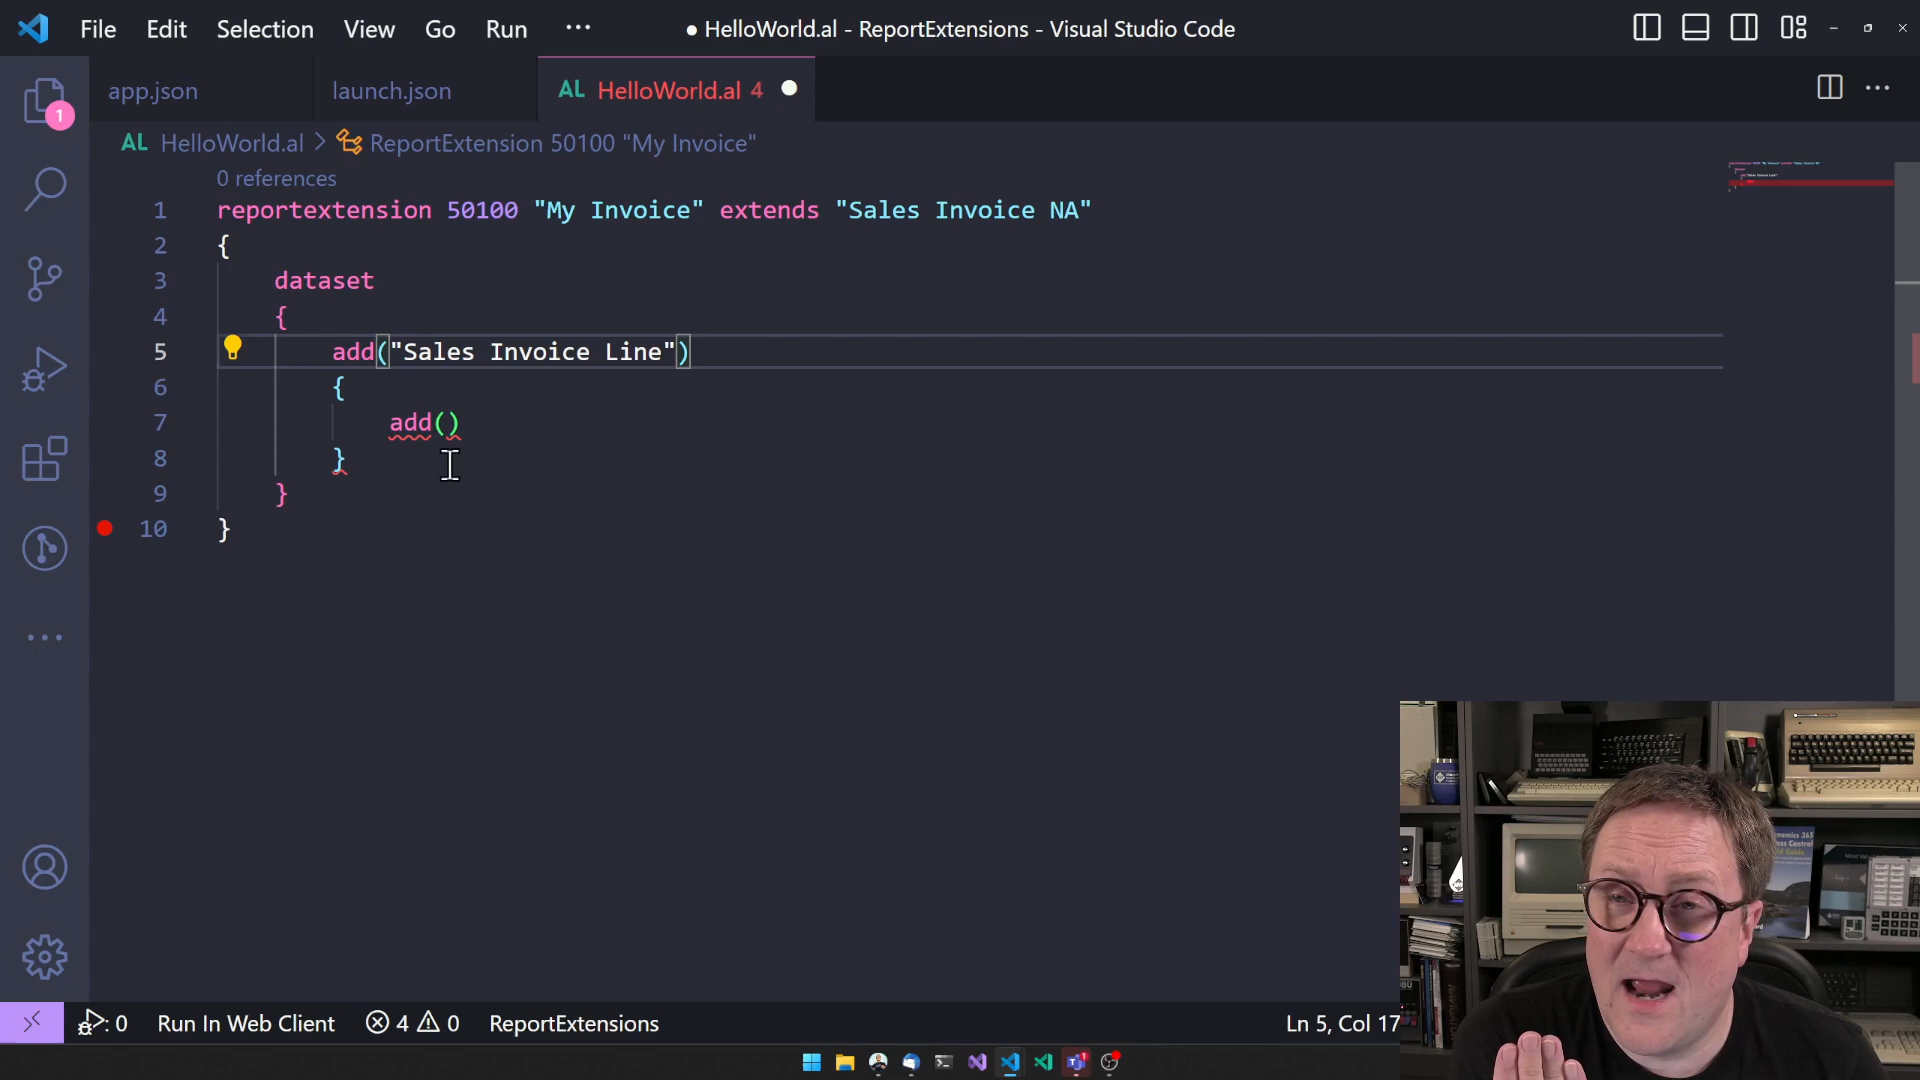 File Edit Selection View Go Run ··· ● HelloWorld.al - ReportExtensions - Visual Studio Code
app.json launch.json AL HelloWorld.al 4
1
AL HelloWorld.al > ReportExtension 50100 "My Invoice"
0 references
1 reportextension 50100 "My Invoice" extends "Sales Invoice NA"
2 {
3 dataset
4 {
5 add("Sales Invoice Line")
6 {
7 add()
8 }
9 }
10 }
: 0 Run In Web Client 4 0 ReportExtensions Ln 5, Col 17